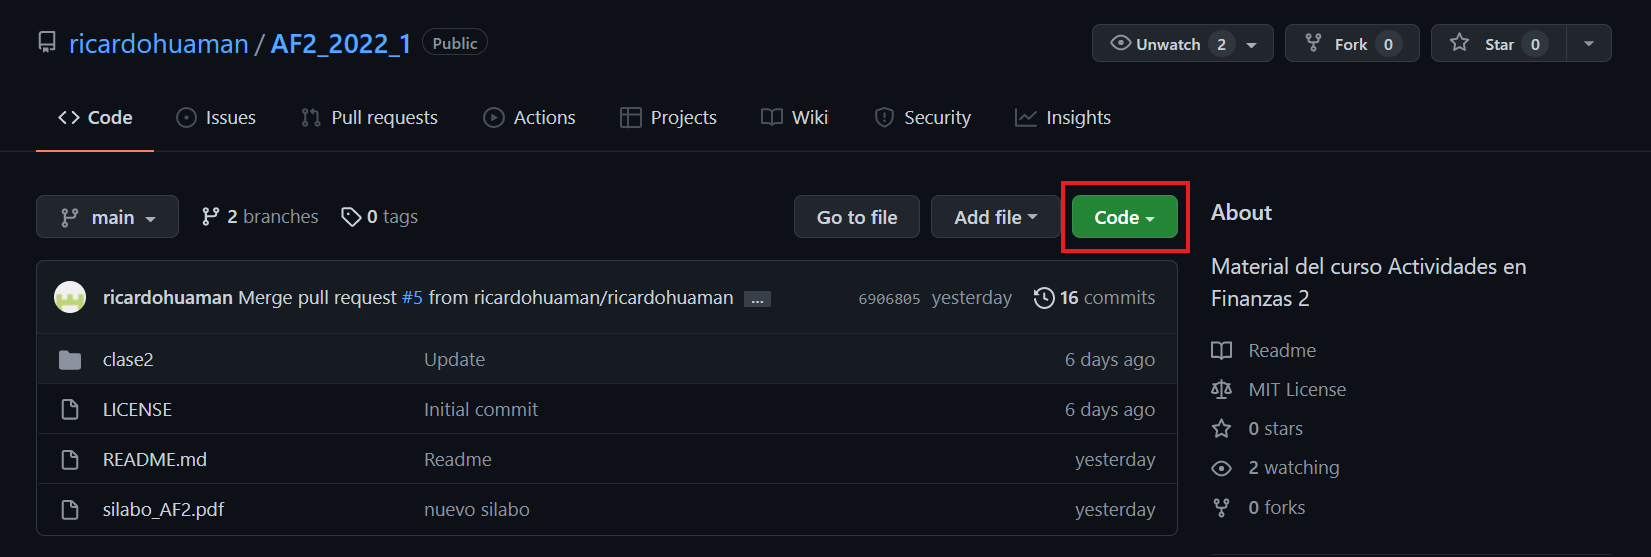 ricardohuaman / AF2_2022_1 Public
Unwatch 2 Fork 0 Star 0
Code Issues Pull requests Actions Projects Wiki Security Insights
main 2 branches 0 tags Go to file Add file Code
ricardohuaman Merge pull request #5 from ricardohuaman/ricardohuaman ... 6906805 yesterday 16 commits
clase2 Update 6 days ago
LICENSE Initial commit 6 days ago
README.md Readme yesterday
silabo_AF2.pdf nuevo silabo yesterday
About
Material del curso Actividades en
Finanzas 2
Readme
MIT License
0 stars
2 watching
0 forks